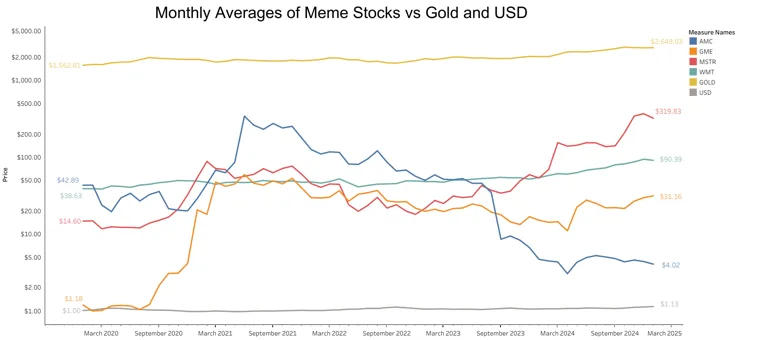 Monthly Averages of Meme Stocks vs Gold and USD
$5,000.00
$2,000.00
$1,000.00
$500.00
$200.00
$100.00
$50.00
$20.00
$10.00
$5.00
$2.00
$1.00
Price
$1,562.81
$42.89
$38.63
$14.60
$1.18
$1.00
$2,649.03
$319.83
$90.39
$31.16
$4.02
$1.13
March 2020
September 2020
March 2021
September 2021
March 2022
September 2022
March 2023
September 2023
March 2024
September 2024
March 2025
Measure Names
AMC
GME
MSTR
WMT
GOLD
USD